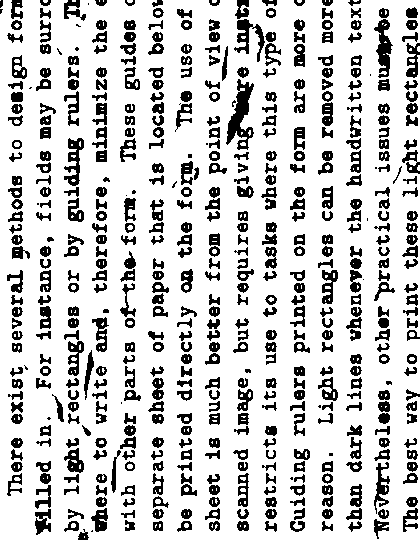 There exist several methods to design form
filled in. For instance, fields may be surro
by light rectangles or by guiding rulers. Th
where to write and, therefore, minimize the e
with other parts of the form. These guides c
separate sheet of paper that is located below
be printed directly on the form. The use of
sheet is much better from the point of view o
scanned image, but requires giving more instr
restricts its use to tasks where this type of
Guiding rulers printed on the form are more c
reason. Light rectangles can be removed more
than dark lines whenever the handwritten text
Nevertheless, other practical issues must be
The best way to print these light rectangles